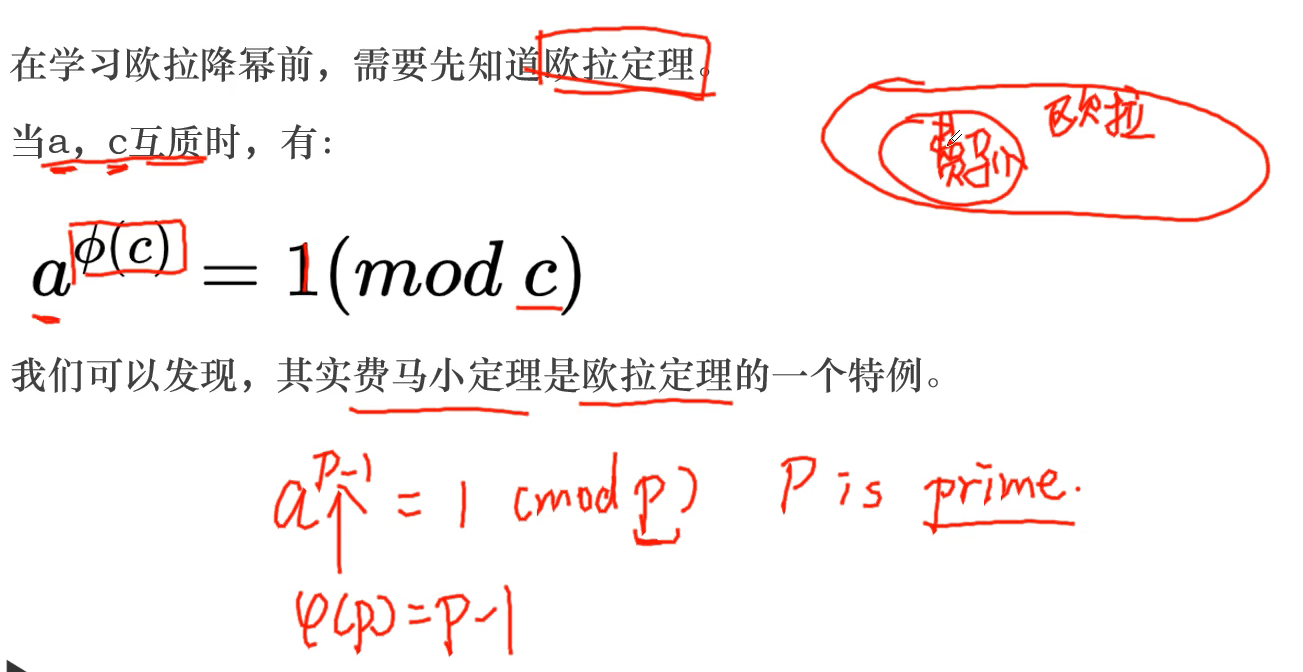 在学习欧拉降幂前，需要先知道欧拉定理。
当a，c互质时，有：
欧拉
费马小
a^ϕ(c) = 1(mod c)
我们可以发现，其实费马小定理是欧拉定理的一个特例。
a^p-1 = 1 (mod p) P is prime.
φ(p)=p-1